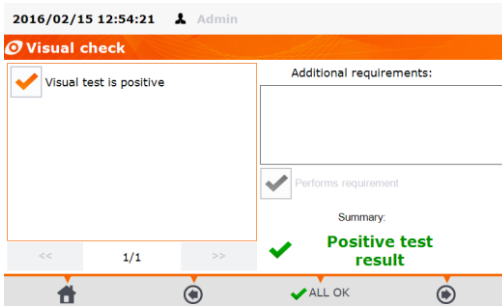 2016/02/15 12:54:21 Admin
Visual check
Visual test is positive
Additional requirements:
Performs requirement
Summary:
Positive test
result
<< 1/1 >>
ALL OK